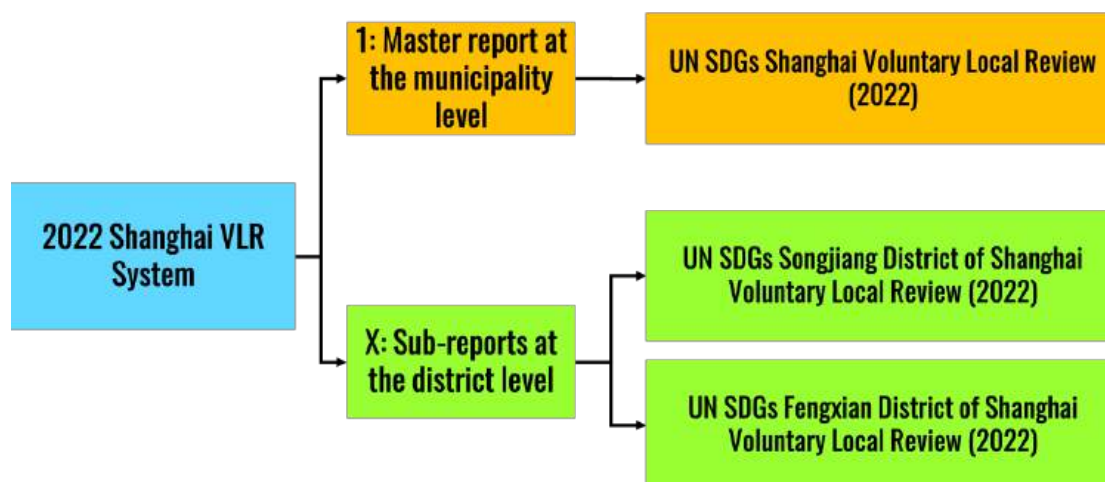 2022 Shanghai VLR
System
1: Master report at
the municipality
level
UN SDGs Shanghai Voluntary Local Review
(2022)
X: Sub-reports at
the district level
UN SDGs Songjiang District of Shanghai
Voluntary Local Review (2022)
UN SDGs Fengxian District of Shanghai
Voluntary Local Review (2022)